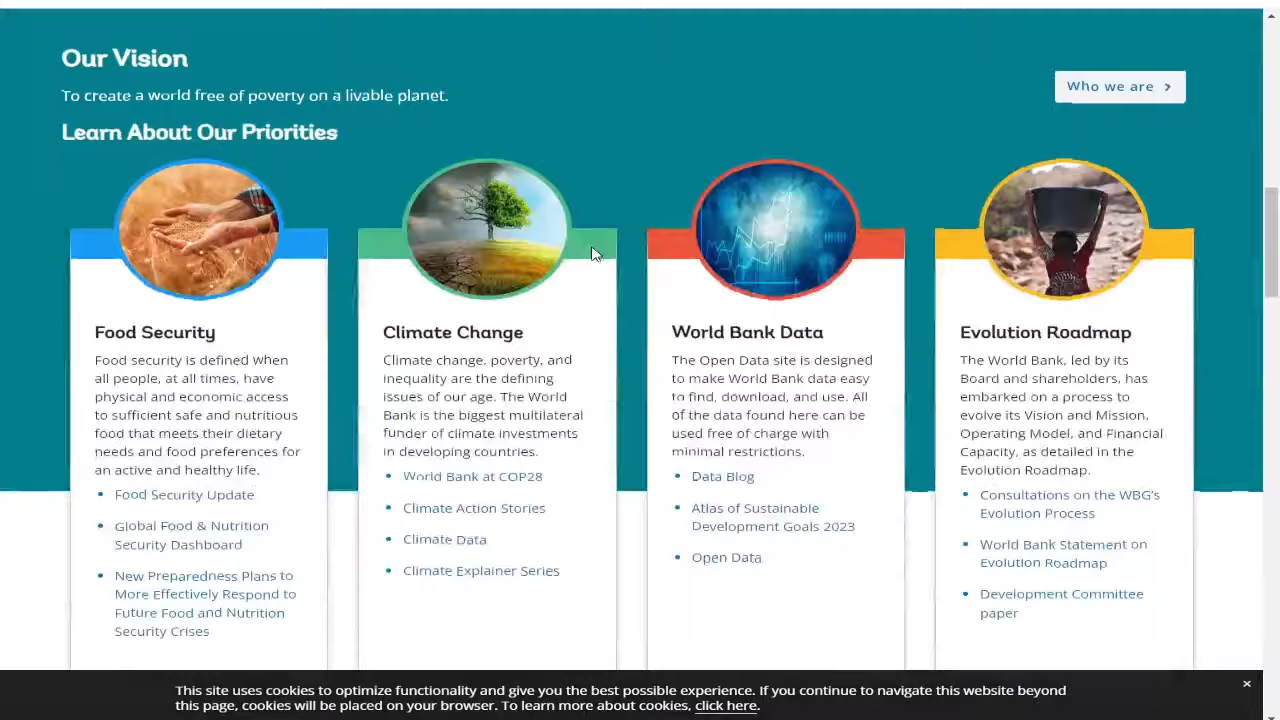 Our Vision
To create a world free of poverty on a livable planet.
Who we are
Learn About Our Priorities
Food Security
Food security is defined when
all people, at all times, have
physical and economic access
to sufficient safe and nutritious
food that meets their dietary
needs and food preferences for
an active and healthy life.
Food Security Update
Global Food & Nutrition
Security Dashboard
New Preparedness Plans to
More Effectively Respond to
Future Food and Nutrition
Security Crises
Climate Change
Climate change, poverty, and
inequality are the defining
issues of our age. The World
Bank is the biggest multilateral
funder of climate investments
in developing countries.
World Bank at COP28
Climate Action Stories
Climate Data
Climate Explainer Series
World Bank Data
The Open Data site is designed
to make World Bank data easy
to find, download, and use. All
of the data found here can be
used free of charge with
minimal restrictions.
Data Blog
Atlas of Sustainable
Development Goals 2023
Open Data
Evolution Roadmap
The World Bank, led by its
Board and shareholders, has
embarked on a process to
evolve its Vision and Mission,
Operating Model, and Financial
Capacity, as detailed in the
Evolution Roadmap.
Consultations on the WBG's
Evolution Process
World Bank Statement on
Evolution Roadmap
Development Committee
paper
This site uses cookies to optimize functionality and give you the best possible experience. If you continue to navigate this website beyond
this page, cookies will be placed on your browser. To learn more about cookies, click here.